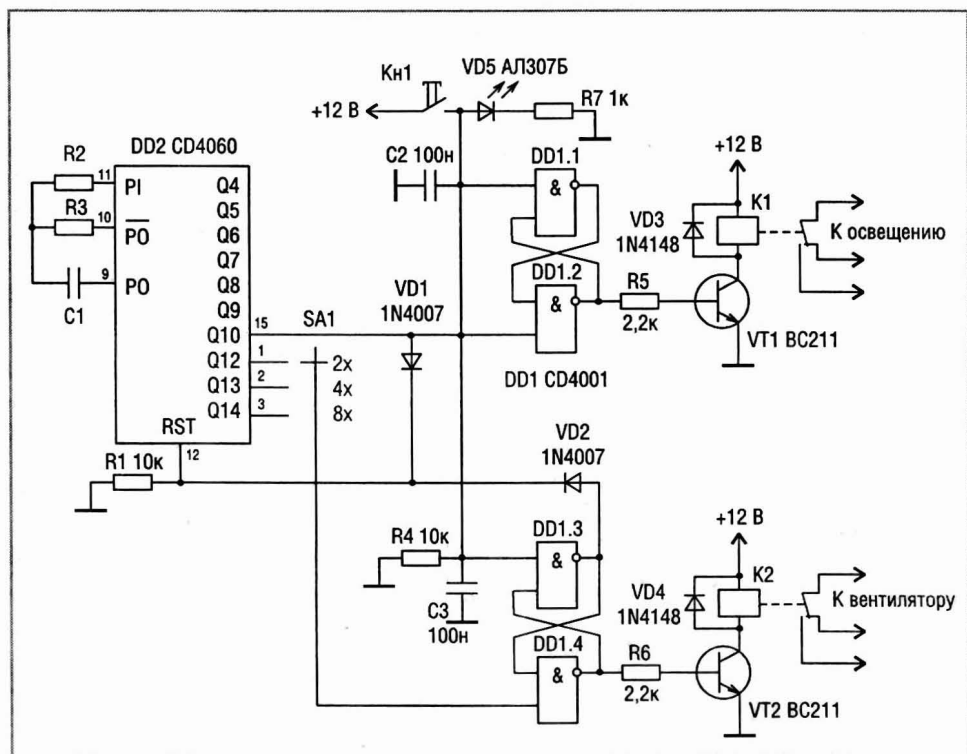 Кн1
VD5 АЛ307Б
+12 В
R7 1к
DD2 CD4060
C2 100н
DD1.1
+12 В
R2
11
PI
Q4
&
K1
R3
10
PO
Q5
Q6
VD3
1N4148
К освещению
Q7
DD1.2
9
PO
Q8
VD1
1N4007
&
R5
C1
Q9
15
Q10
SA1
2,2к
VT1 BC211
1
Q12
2x
DD1 CD4001
2
Q13
4x
3
Q14
8x
RST
VD2
1N4007
R1 10к
12
+12 В
R4 10к
DD1.3
&
K2
C3
100н
VD4
1N4148
К вентилятору
DD1.4
&
R6
2,2к
VT2 BC211